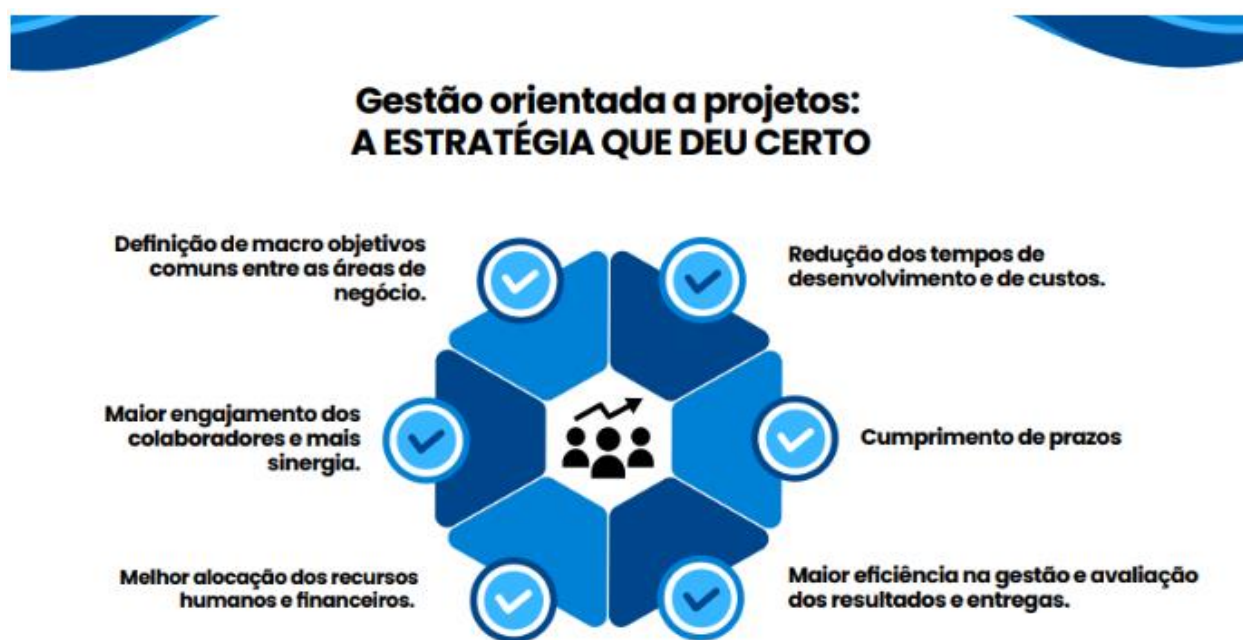 Gestão orientada a projetos:
A ESTRATÉGIA QUE DEU CERTO
Definição de macro objetivos
comuns entre as áreas de
negócio.
Redução dos tempos de
desenvolvimento e de custos.
Maior engajamento dos
colaboradores e mais
sinergia.
Cumprimento de prazos
Melhor alocação dos recursos
humanos e financeiros.
Maior eficiência na gestão e avaliação
dos resultados e entregas.